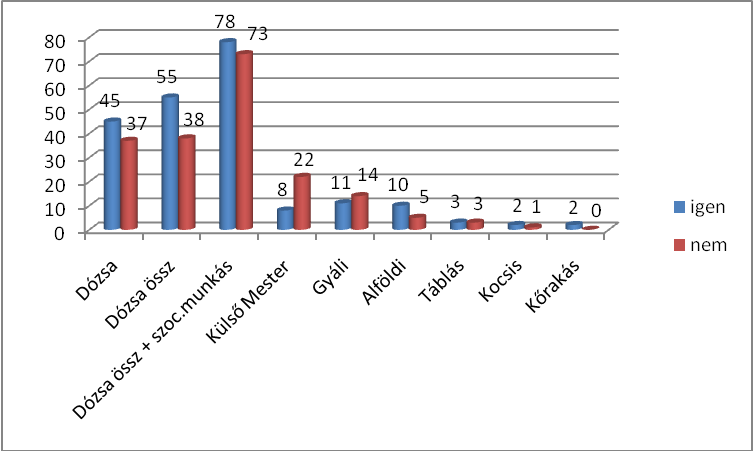 80
70
60
50
40
30
20
10
0
45
37
55
38
78
73
8
22
11
14
10
5
3
3
2
1
2
0
Dózsa
Dózsa össz
Dózsa össz + szoc.munkás
Külső Mester
Gyáli
Alföldi
Táblás
Kocsis
Kőrakás
igen
nem